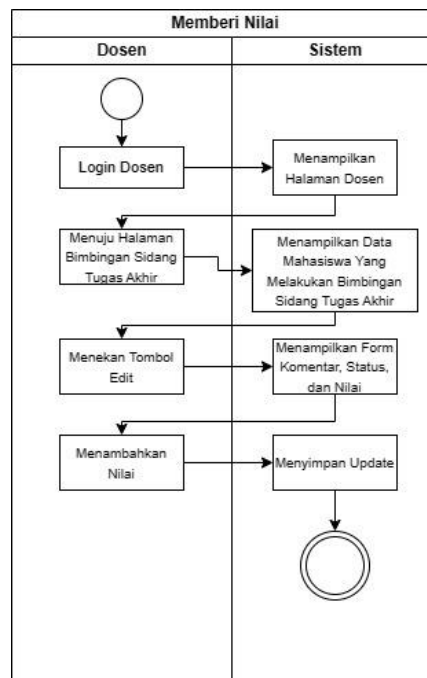 Memberi Nilai
Dosen
Sistem
Login Dosen
Menampilkan
Halaman Dosen
Menuju Halaman
Bimbingan Sidang
Tugas Akhir
Menampilkan Data
Mahasiswa Yang
Melakukan Bimbingan
Sidang Tugas Akhir
Menekan Tombol
Edit
Menampilkan Form
Komentar, Status,
dan Nilai
Menambahkan
Nilai
Menyimpan Update